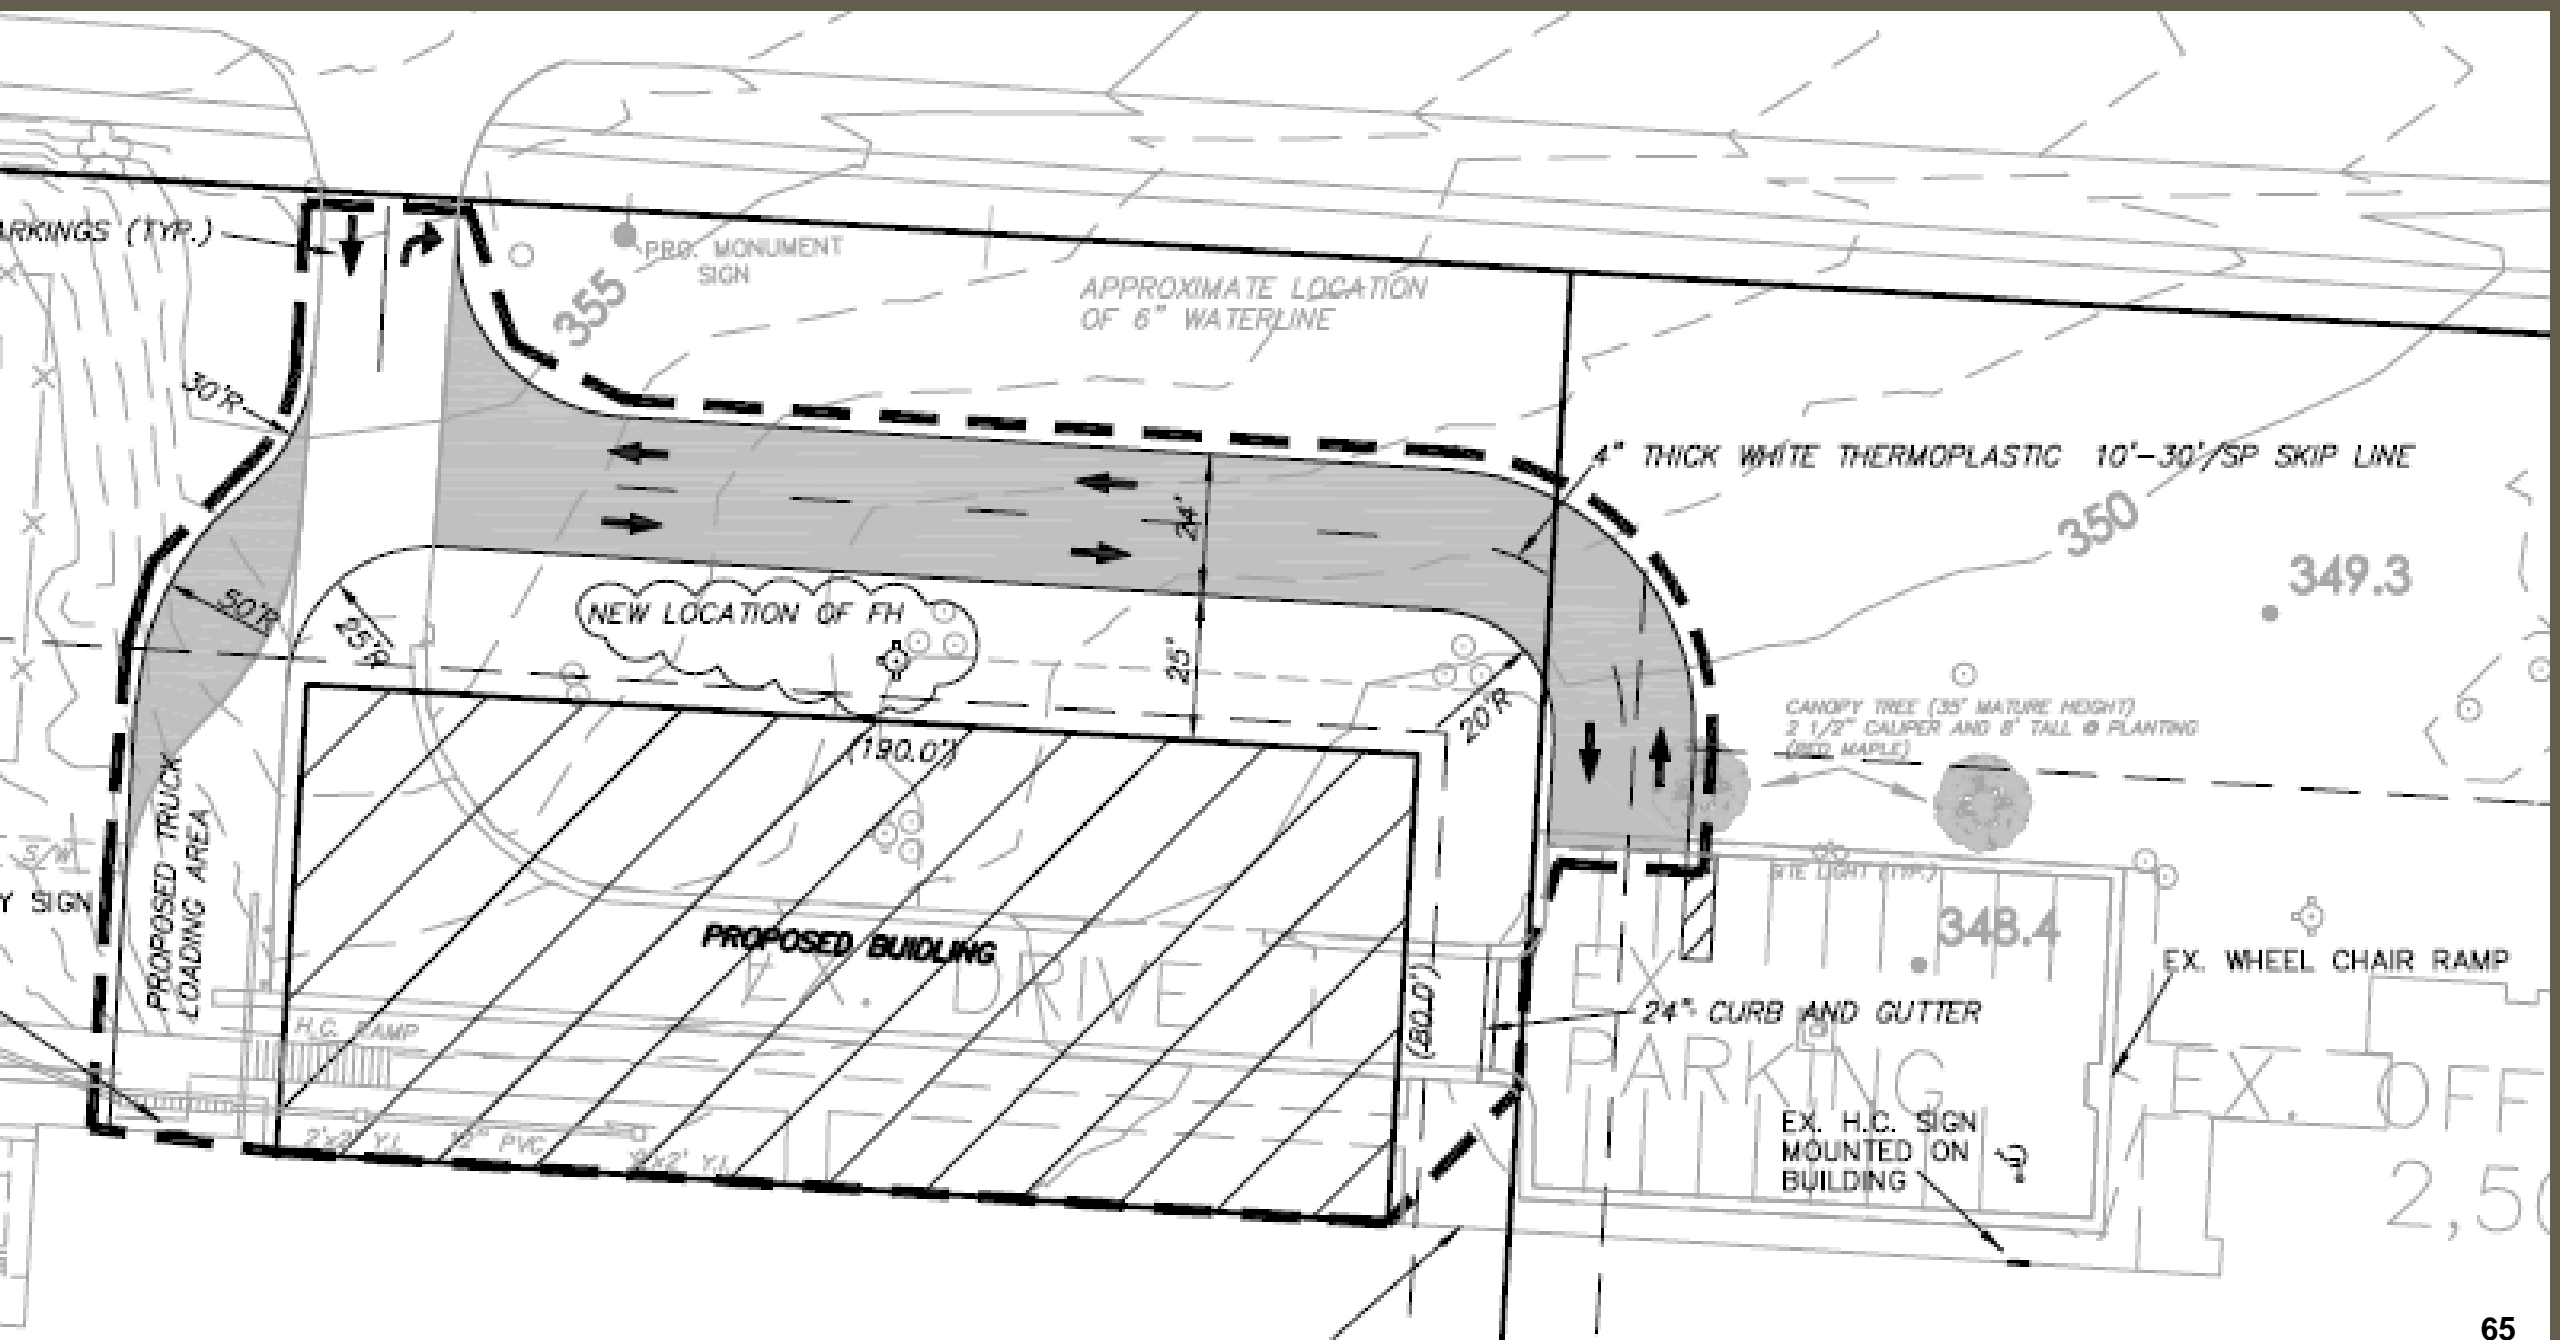 ARKINGS (TYP.)
PRO. MONUMENT
SIGN
355
APPROXIMATE LOCATION
OF 6" WATERLINE
30'R
4" THICK WHITE THERMOPLASTIC 10'-30'/SP SKIP LINE
350
24'
349.3
50'R
25'R
NEW LOCATION OF FH
25'
20'R
CANOPY TREE (35' MATURE HEIGHT)
2 1/2" CALIPER AND 8' TALL @ PLANTING
(RED MAPLE)
(190.0')
PROPOSED TRUCK
LOADING AREA
S/W
SITE LIGHT (TYP.)
Y SIGN
348.4
PROPOSED BUIDLING
EX. DRIVE
EX.
PARKING
EX. WHEEL CHAIR RAMP
(80.0')
24" CURB AND GUTTER
H.C. RAMP
EX. OFF
2,50
EX. H.C. SIGN
MOUNTED ON
BUILDING
2'x2' Y.I.
PVC
2'x2' Y.I.
65